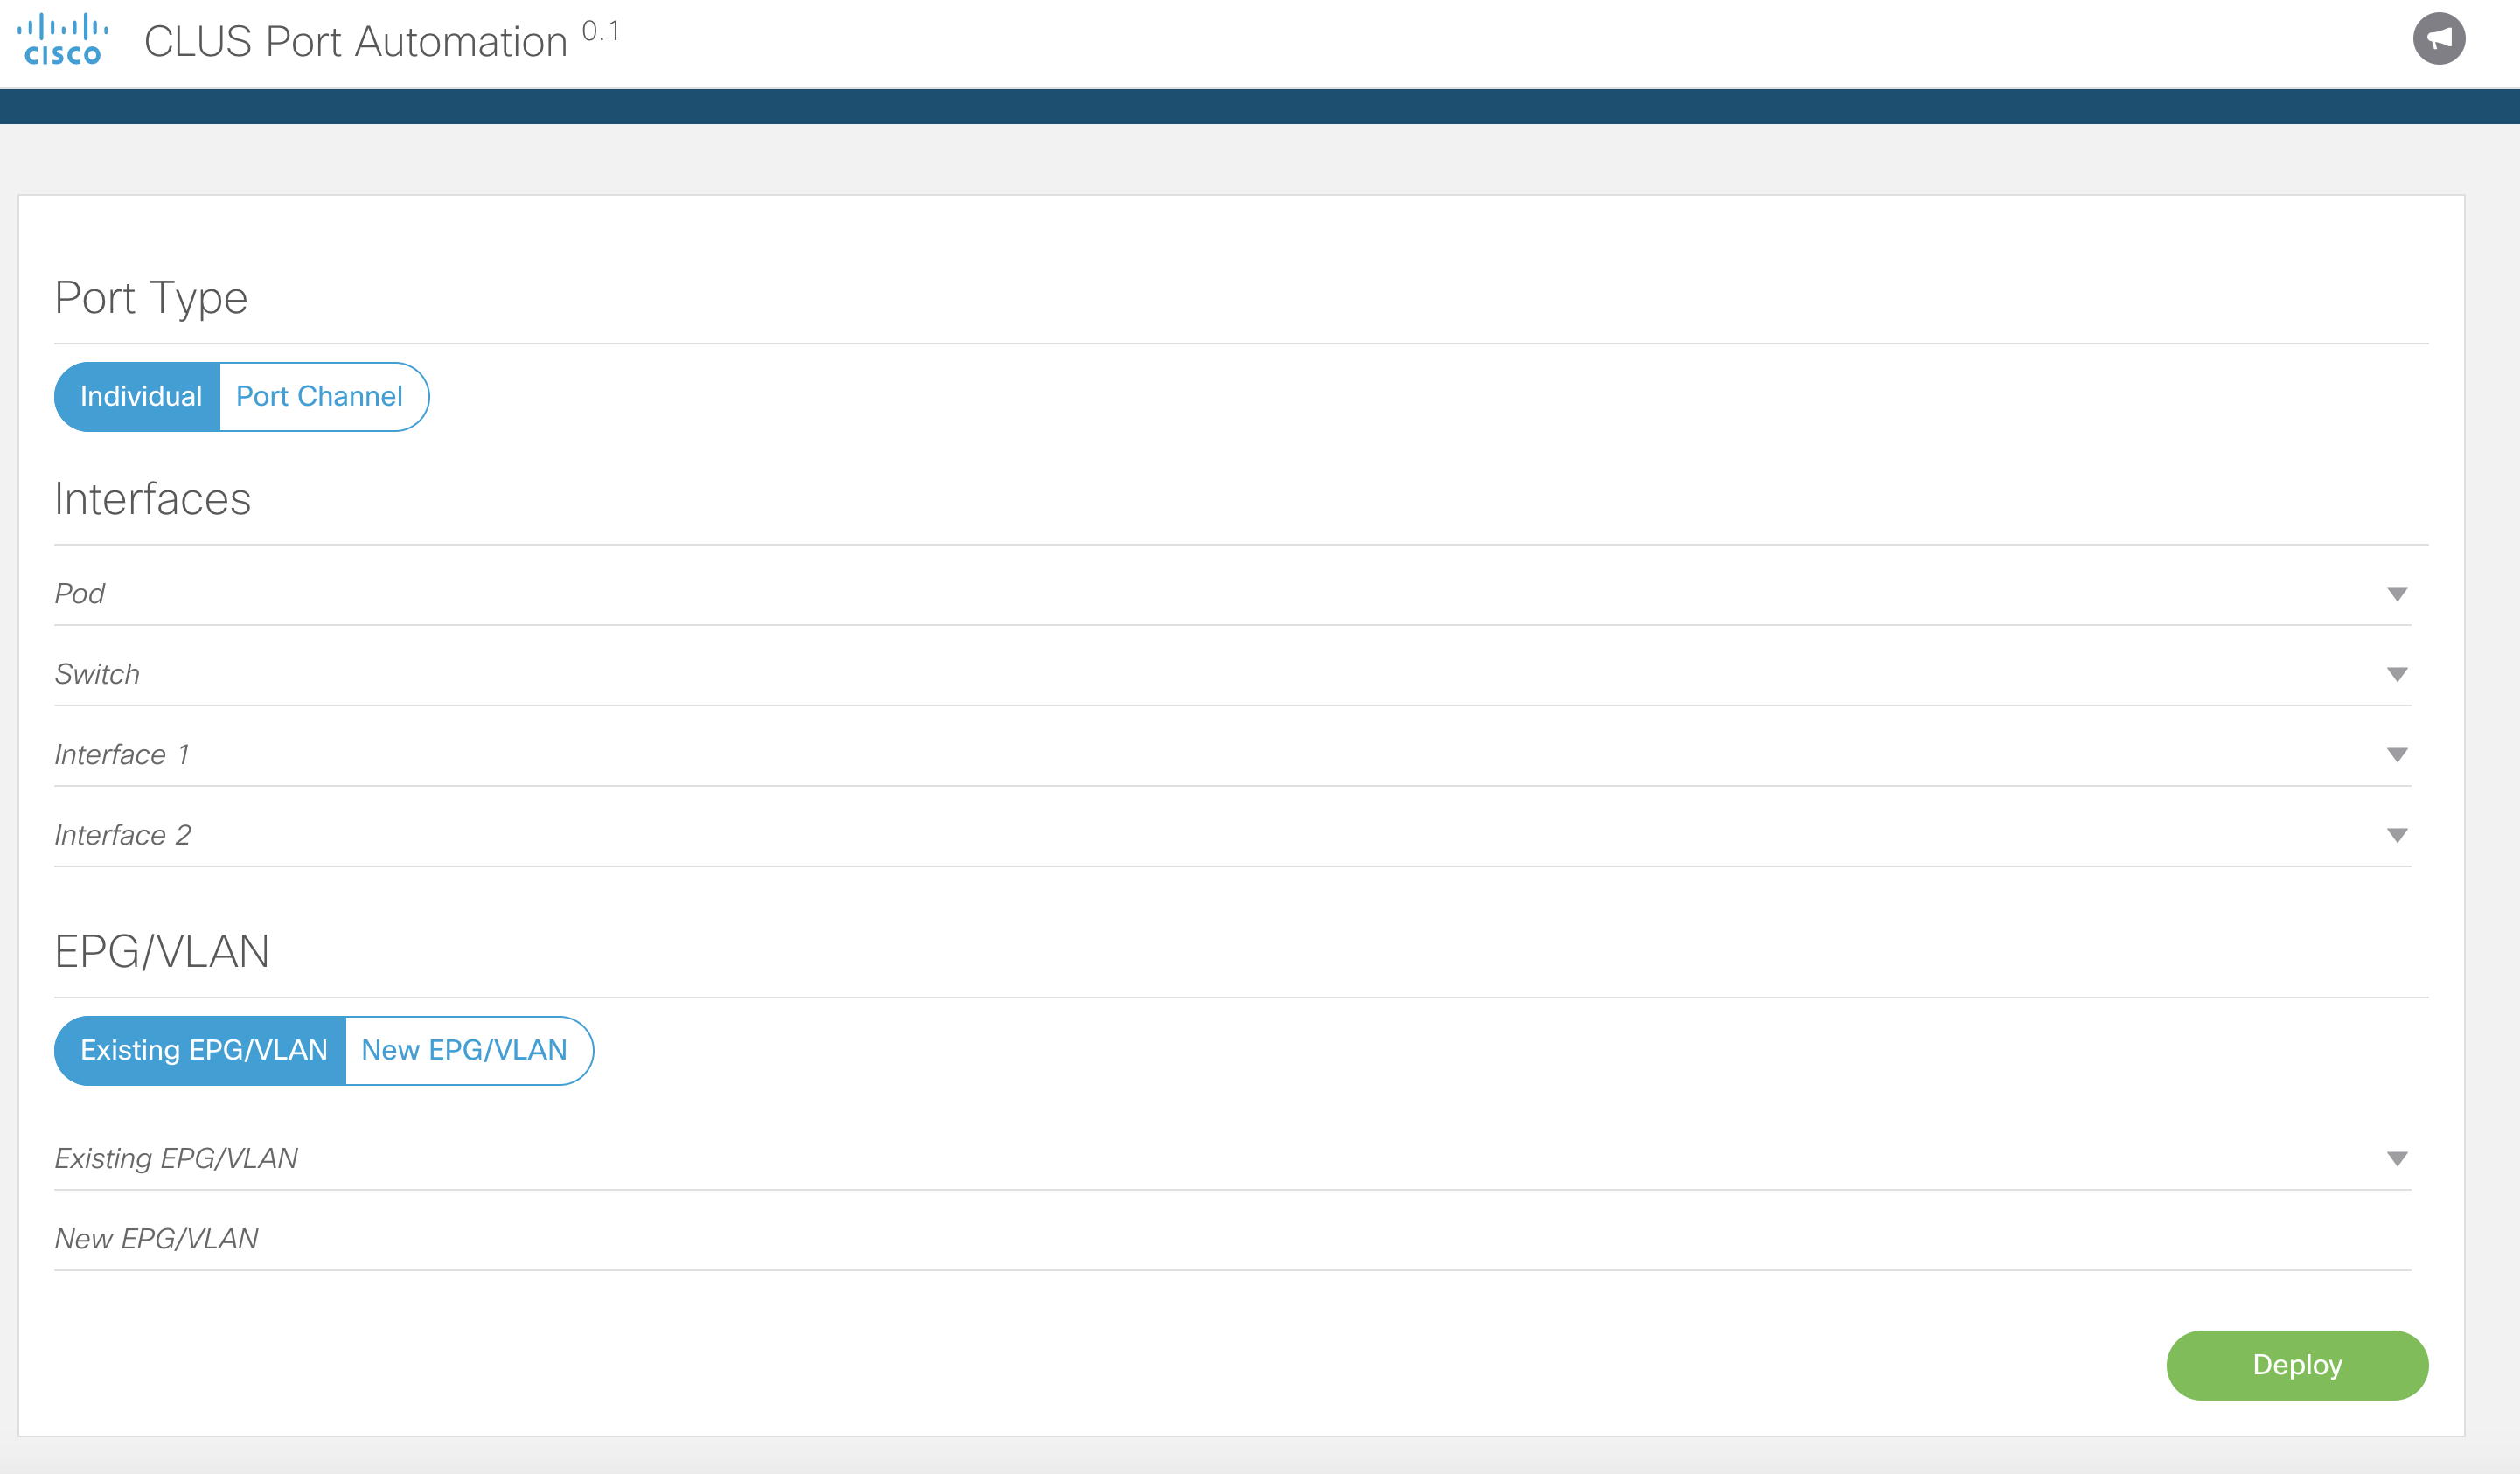 CISCO
CLUS Port Automation 0.1
Port Type
Individual Port Channel
Interfaces
Pod
Switch
Interface 1
Interface 2
EPG/VLAN
Existing EPG/VLAN New EPG/VLAN
Existing EPG/VLAN
New EPG/VLAN
Deploy